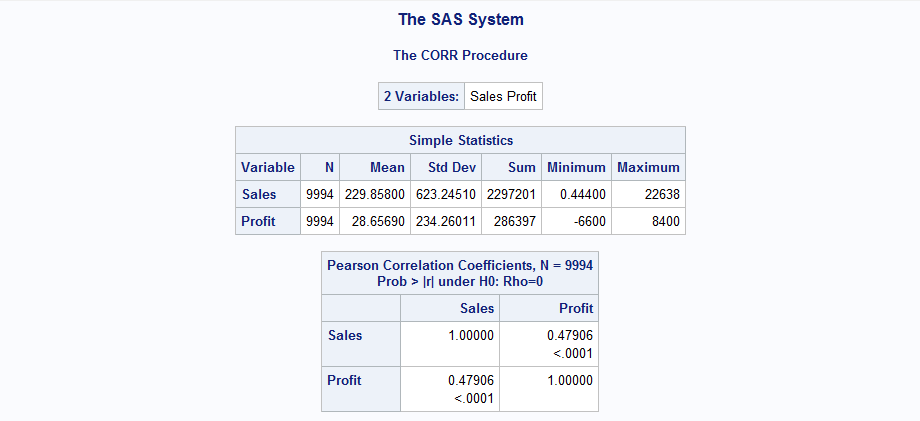 The SAS System
The CORR Procedure
2 Variables: Sales Profit
Simple Statistics
Variable N Mean Std Dev Sum Minimum Maximum
Sales 9994 229.85800 623.24510 2297201 0.44400 22638
Profit 9994 28.65690 234.26011 286397 -6600 8400
Pearson Correlation Coefficients, N = 9994
Prob > |r| under H0: Rho=0
Sales Profit
Sales 1.00000 0.47906
<.0001
Profit 0.47906 1.00000
<.0001